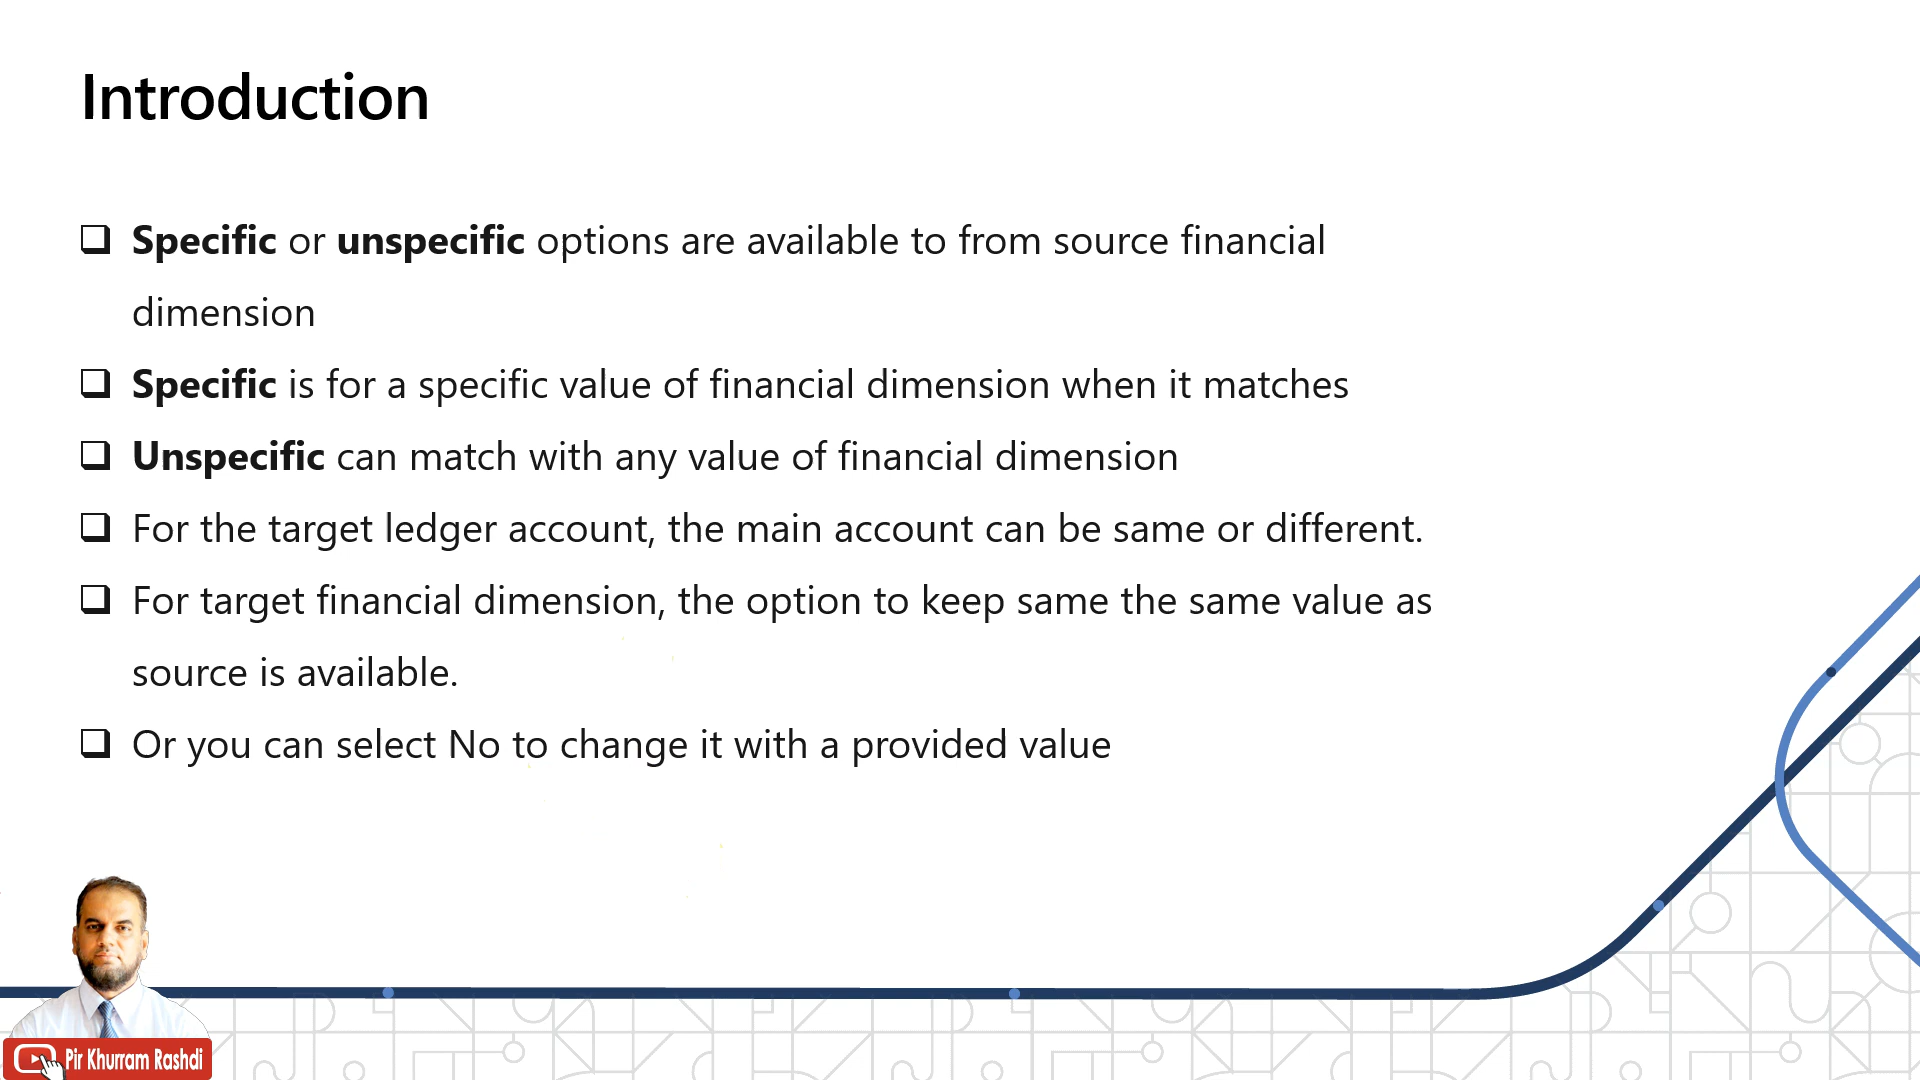 Introduction
Specific or unspecific options are available to from source financial
dimension
Specific is for a specific value of financial dimension when it matches
Unspecific can match with any value of financial dimension
For the target ledger account, the main account can be same or different.
For target financial dimension, the option to keep same the same value as
source is available.
Or you can select No to change it with a provided value
Pir Khurram Rashdi